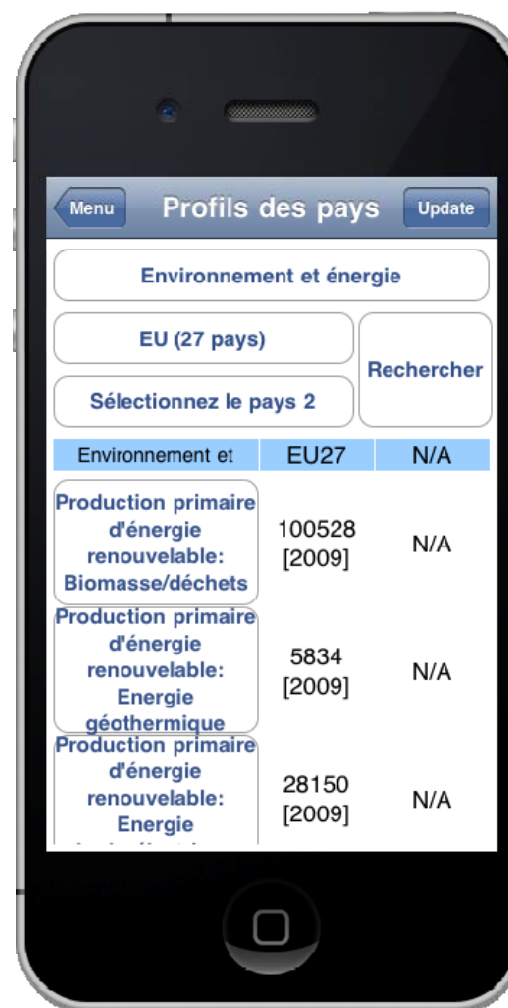 Menu
Profils des pays
Update
Environnement et énergie
EU (27 pays)
Rechercher
Sélectionnez le pays 2
Environnement et
EU27
N/A
Production primaire
d'énergie
renouvelable:
Biomasse/déchets
100528
[2009]
N/A
Production primaire
d'énergie
renouvelable:
Energie
géothermique
5834
[2009]
N/A
Production primaire
d'énergie
renouvelable:
Energie
28150
[2009]
N/A